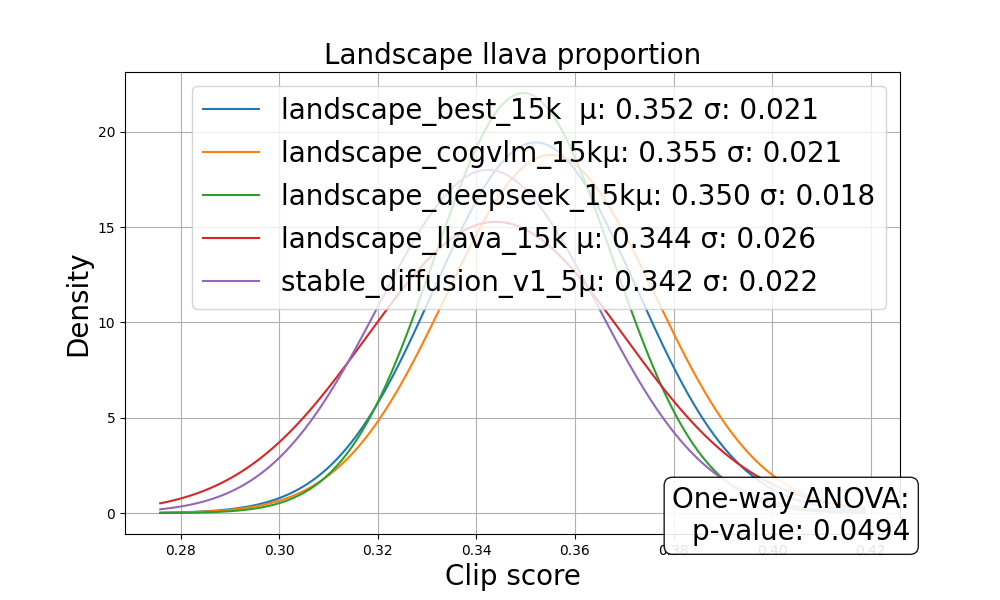 Landscape llava proportion
landscape_best_15k  μ: 0.352 σ: 0.021
landscape_cogvlm_15kμ: 0.355 σ: 0.021
landscape_deepseek_15kμ: 0.350 σ: 0.018
landscape_llava_15k μ: 0.344 σ: 0.026
stable_diffusion_v1_5μ: 0.342 σ: 0.022
20
15
10
5
0
Density
One-way ANOVA:
p-value: 0.0494
0.28 0.30 0.32 0.34 0.36 0.38 0.40 0.42
Clip score